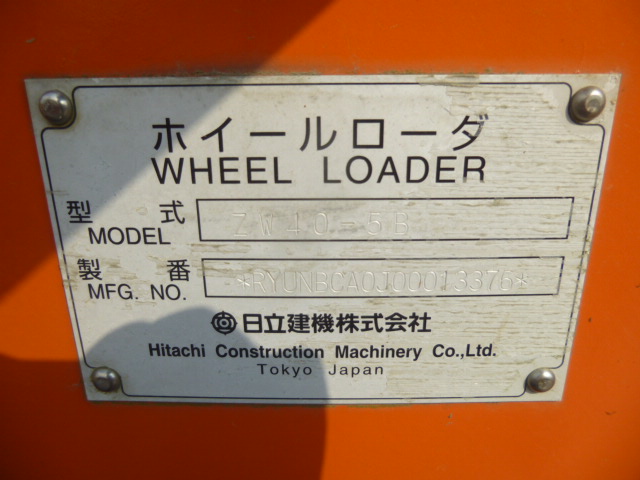 ホイールローダ
WHEEL LOADER
型式 ZW40-5B
MODEL
製番 *RYUNBCA0J00013376*
MFG. NO.
日立建機株式会社
Hitachi Construction Machinery Co.,Ltd.
Tokyo Japan